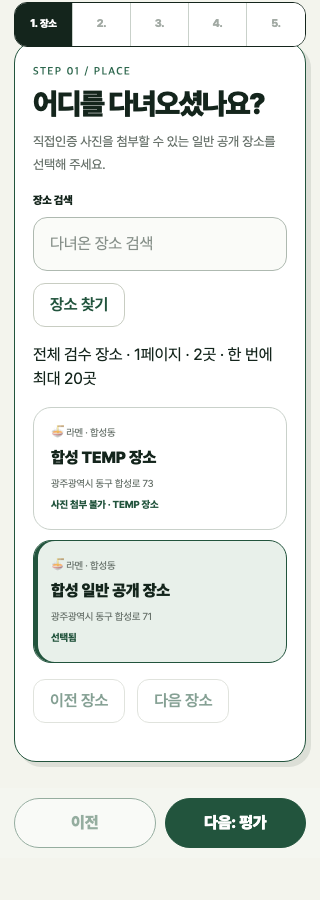 1. 장소 2. 3. 4. 5.
STEP 01 / PLACE
어디를 다녀오셨나요?
직접인증 사진을 첨부할 수 있는 일반 공개 장소를
선택해 주세요.
장소 검색
다녀온 장소 검색
장소 찾기
전체 검수 장소 · 1페이지 · 2곳 · 한 번에
최대 20곳
라멘 · 합성동
합성 TEMP 장소
광주광역시 동구 합성로 73
사진 첨부 불가 · TEMP 장소
라멘 · 합성동
합성 일반 공개 장소
광주광역시 동구 합성로 71
선택됨
이전 장소 다음 장소
이전 다음: 평가